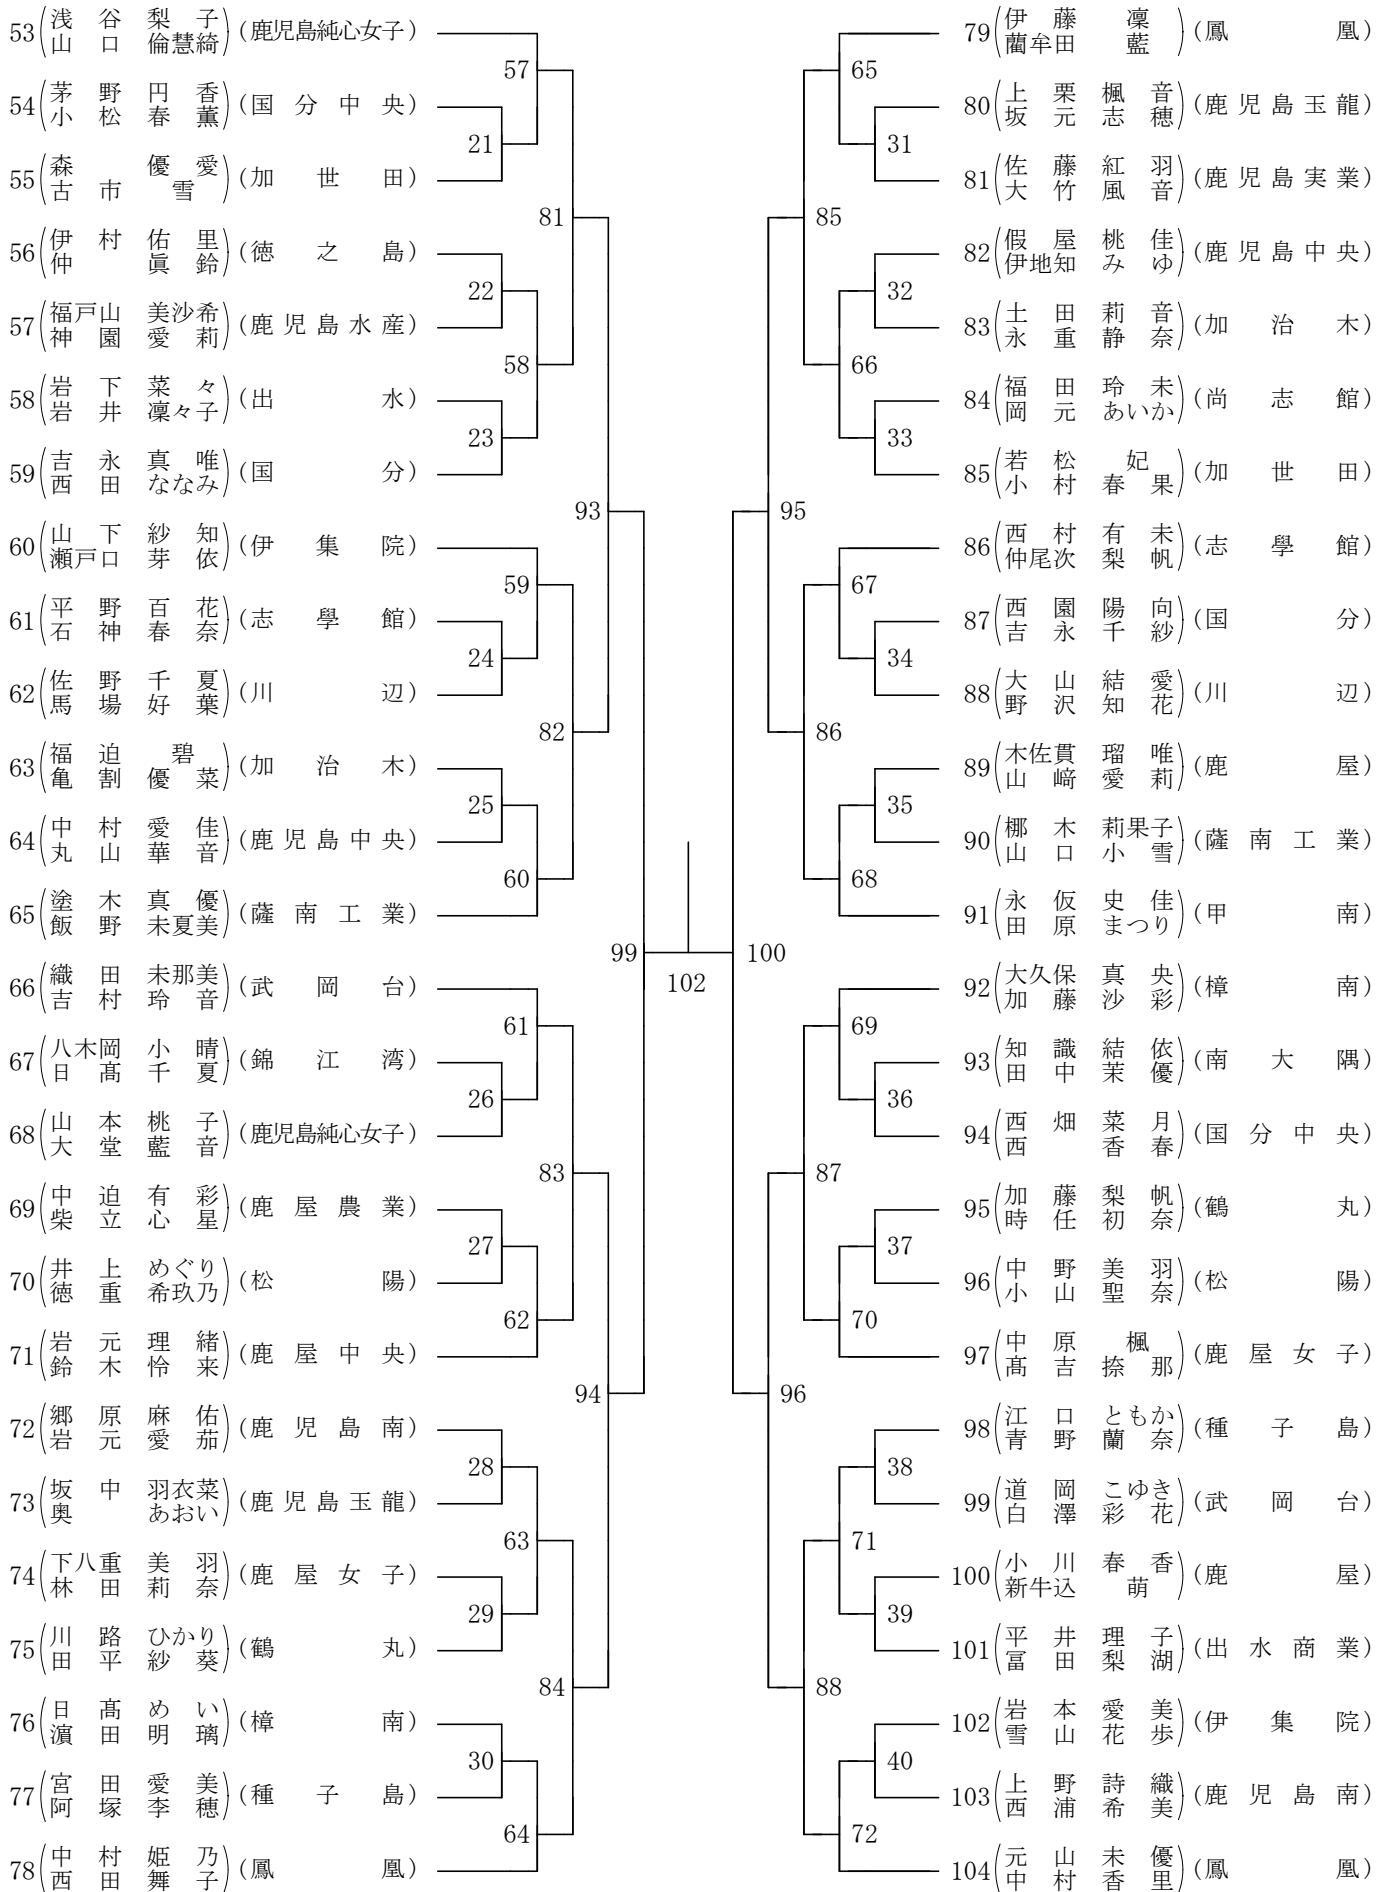 53(浅谷梨子 山口倫慧綺)(鹿児島純心女子)
54(茅野円香 小松春薫)(国分中央)
55(森優愛 古市雪)(加世田)
56(伊村佑里 仲眞鈴)(徳之島)
57(福戸山美沙希 神園愛莉)(鹿児島水産)
58(岩下菜々 岩井凜々子)(出水)
59(吉永真唯 西田ななみ)(国分)
60(山下紗知 瀬戸口芽依)(伊集院)
61(平野百花 石神春奈)(志學館)
62(佐野千夏 馬場好葉)(川辺)
63(福迫碧 亀割優菜)(加治木)
64(中村愛佳 丸山華音)(鹿児島中央)
65(塗木真優 飯野未夏美)(薩南工業)
66(織田未那美 吉村玲音)(武岡台)
67(八木岡小晴 日髙千夏)(錦江湾)
68(山本桃子 大堂藍音)(鹿児島純心女子)
69(中迫有彩 柴立心星)(鹿屋農業)
70(井上めぐり 徳重希玖乃)(松陽)
71(岩元理緒 鈴木怜来)(鹿屋中央)
72(郷原麻佑 岩元愛茄)(鹿児島南)
73(坂中羽衣菜 奥あおい)(鹿児島玉龍)
74(下八重美羽 林田莉奈)(鹿屋女子)
75(川路ひかり 田平紗葵)(鶴丸)
76(日髙めい 濵田明璃)(樟南)
77(宮田愛美 阿塚李穂)(種子島)
78(中村姫乃 西田舞子)(鳳凰)
57
21
81
22
58
23
93
59
24
82
25
60
99
61
26
83
27
62
94
28
63
29
84
30
64
102
65
31
85
32
66
33
95
67
34
86
35
68
100
69
36
87
37
70
96
38
71
39
88
40
72
79(伊藤凜 藺牟田藍)(鳳凰)
80(上栗楓音 坂元志穂)(鹿児島玉龍)
81(佐藤紅羽 大竹風音)(鹿児島実業)
82(假屋桃佳 伊地知みゆ)(鹿児島中央)
83(土田莉音 永重静奈)(加治木)
84(福田玲未 岡元あいか)(尚志館)
85(若松妃 小村春果)(加世田)
86(西村有未 仲尾次梨帆)(志學館)
87(西園陽向 吉永千紗)(国分)
88(大山結愛 野沢知花)(川辺)
89(木佐貫瑠唯 山﨑愛莉)(鹿屋)
90(梛木莉果子 山口小雪)(薩南工業)
91(永仮史佳 田原まつり)(甲南)
92(大久保真央 加藤沙彩)(樟南)
93(知識結依 田中茉優)(南大隅)
94(西畑菜月 西香春)(国分中央)
95(加藤梨帆 時任初奈)(鶴丸)
96(中野美羽 小山聖奈)(松陽)
97(中原楓 髙吉捺那)(鹿屋女子)
98(江口ともか 青野蘭奈)(種子島)
99(道岡こゆき 白澤彩花)(武岡台)
100(小川春香 新牛込萌)(鹿屋)
101(平井理子 冨田梨湖)(出水商業)
102(岩本愛美 雪山花歩)(伊集院)
103(上野詩織 西浦希美)(鹿児島南)
104(元山未優 中村香里)(鳳凰)